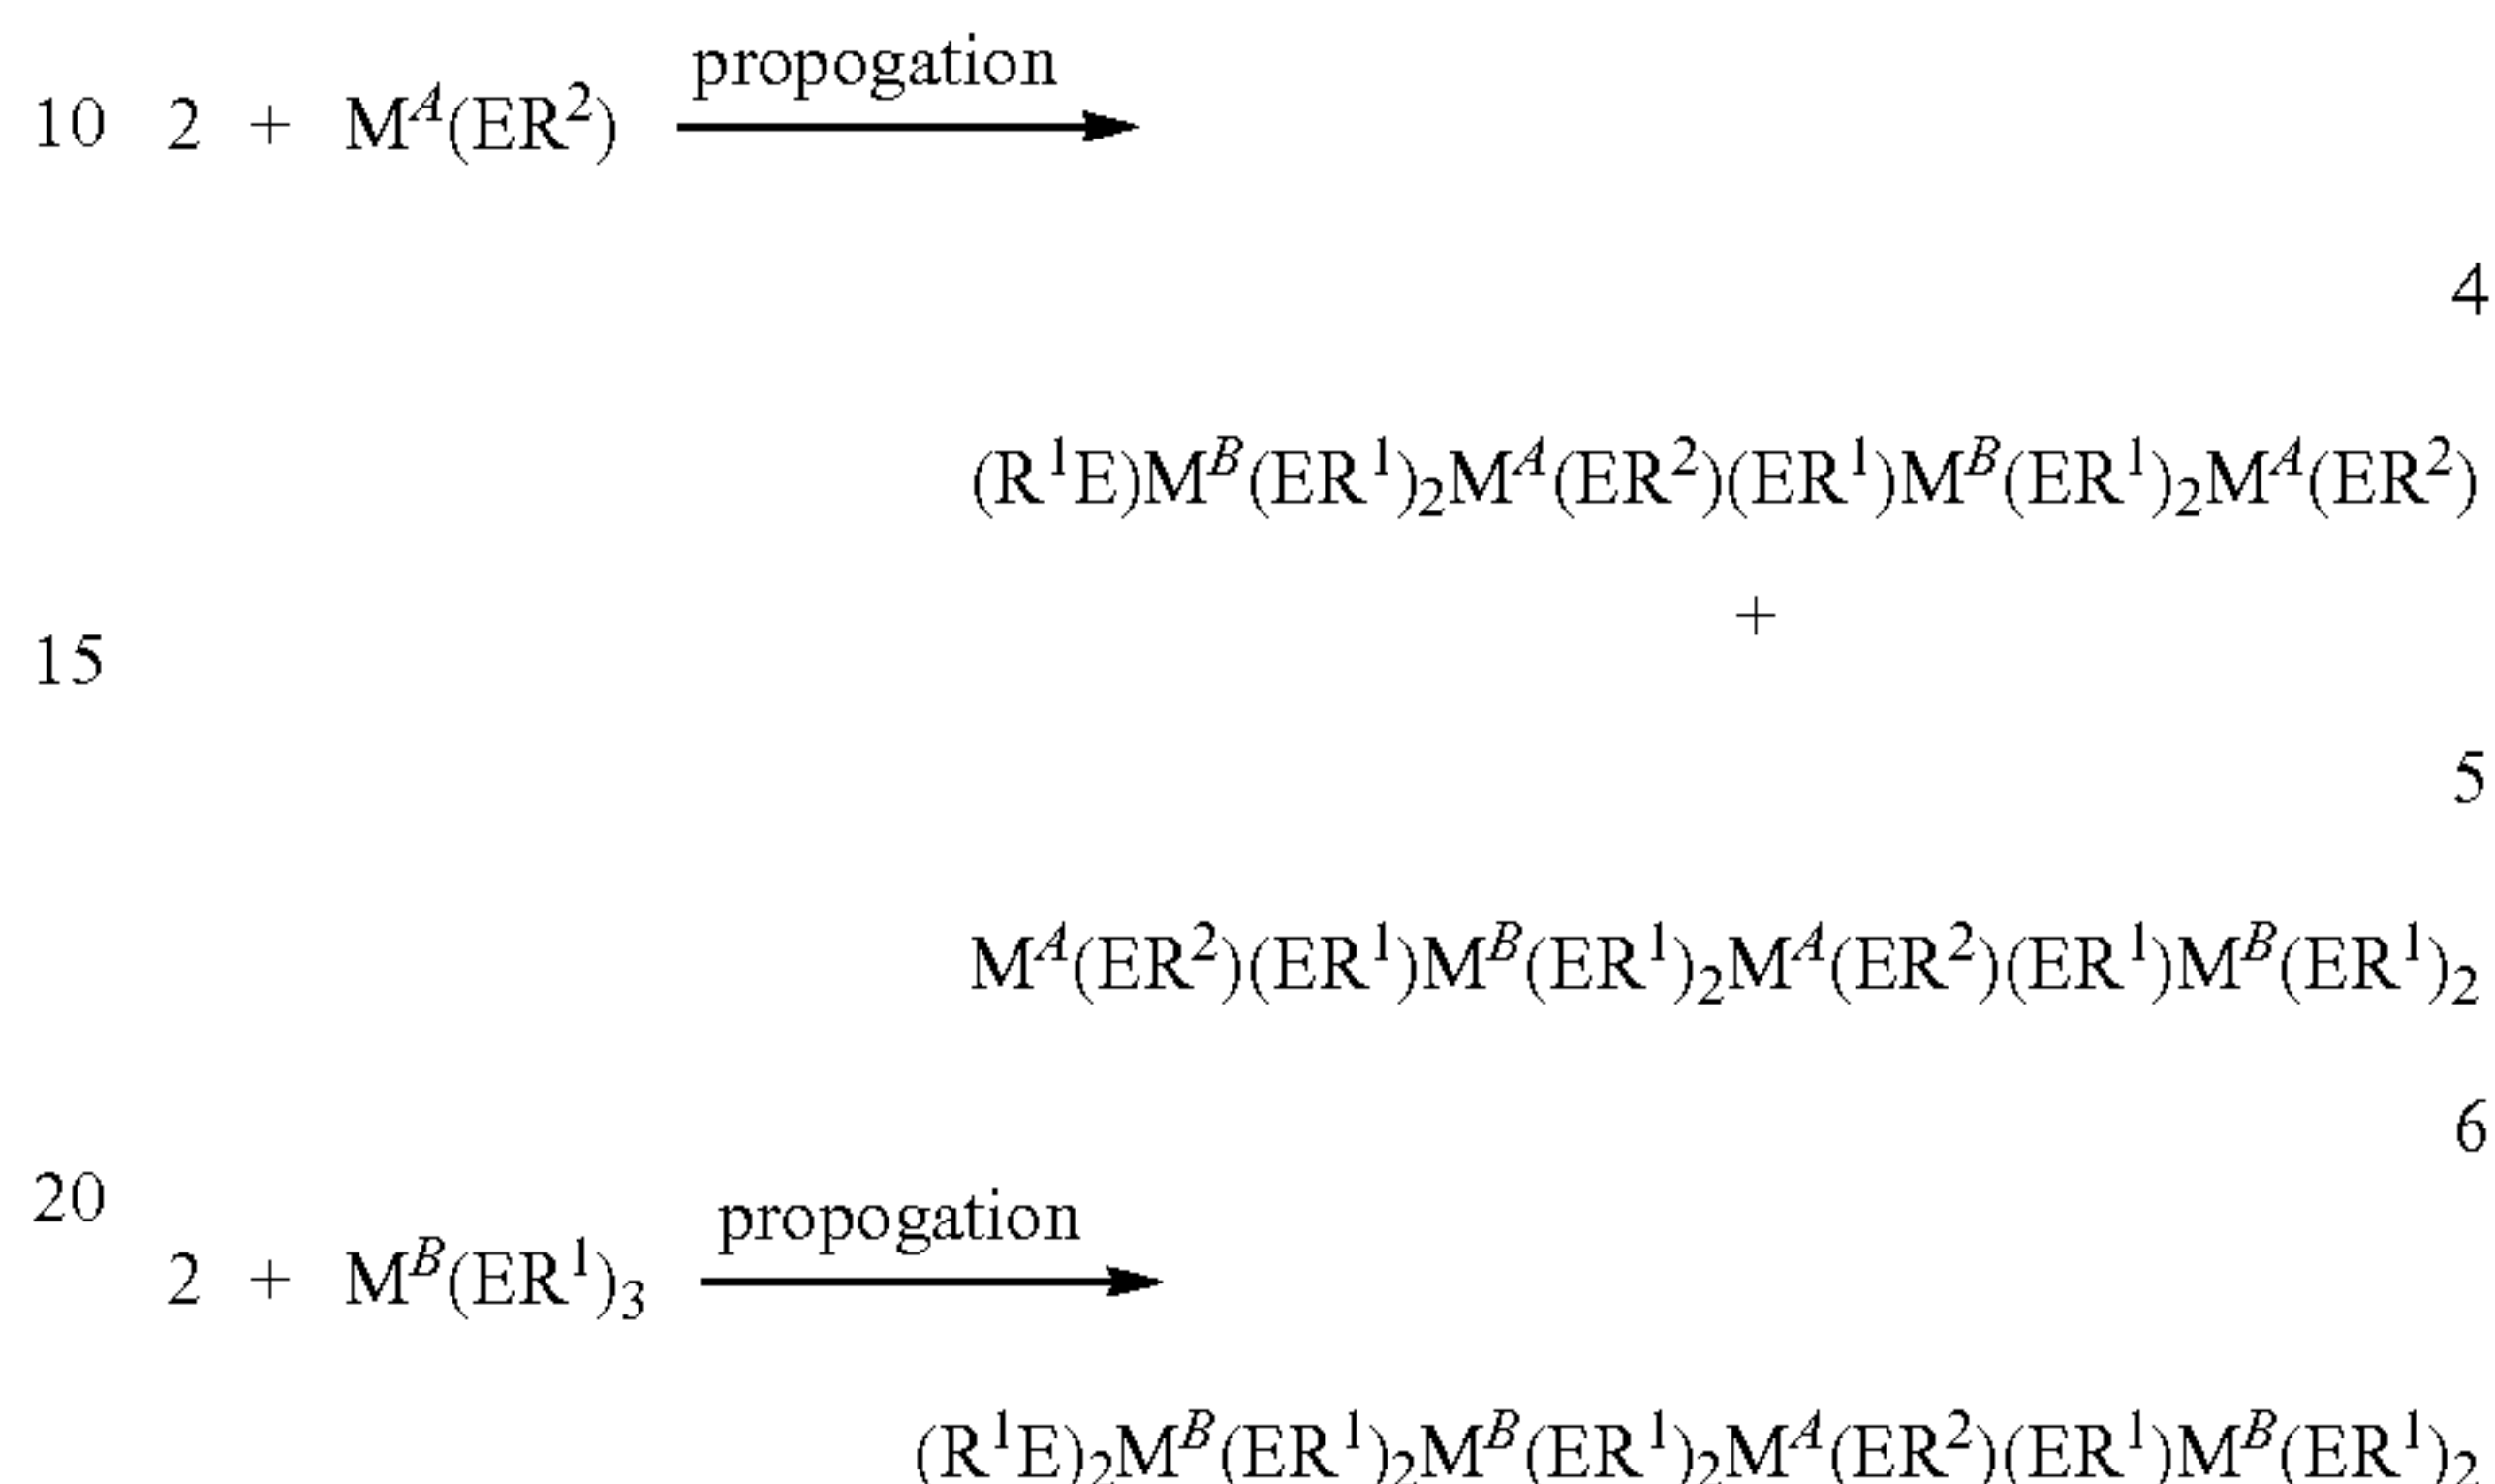 propogation
10 2 + M^A(ER^2)
4
(R^1E)M^B(ER^1)_2M^A(ER^2)(ER^1)M^B(ER^1)_2M^A(ER^2)
+
15
5
M^A(ER^2)(ER^1)M^B(ER^1)_2M^A(ER^2)(ER^1)M^B(ER^1)_2
6
20
propogation
2 + M^B(ER^1)_3
(R^1E)_2M^B(ER^1)_2M^B(ER^1)_2M^A(ER^2)(ER^1)M^B(ER^1)_2